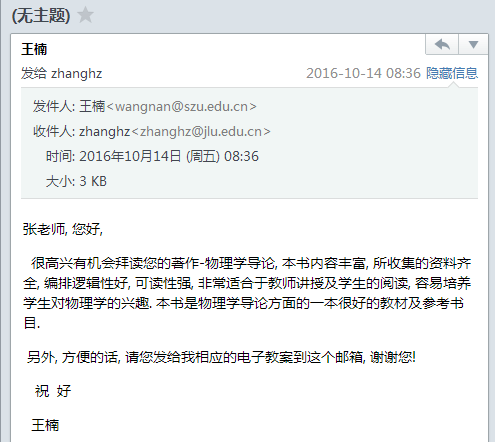 (无主题)
王楠
发给 zhanghz 2016-10-14 08:36 隐藏信息
发件人: 王楠<wangnan@szu.edu.cn>
收件人: zhanghz<zhanghz@jlu.edu.cn>
时间: 2016年10月14日 (周五) 08:36
大小: 3 KB
张老师, 您好,
很高兴有机会拜读您的著作-物理学导论, 本书内容丰富, 所收集的资料齐
全, 编排逻辑性好, 可读性强, 非常适合于教师讲授及学生的阅读, 容易培养
学生对物理学的兴趣. 本书是物理学导论方面的一本很好的教材及参考书
目.
另外, 方便的话, 请您发给我相应的电子教案到这个邮箱, 谢谢您!
祝 好
王楠